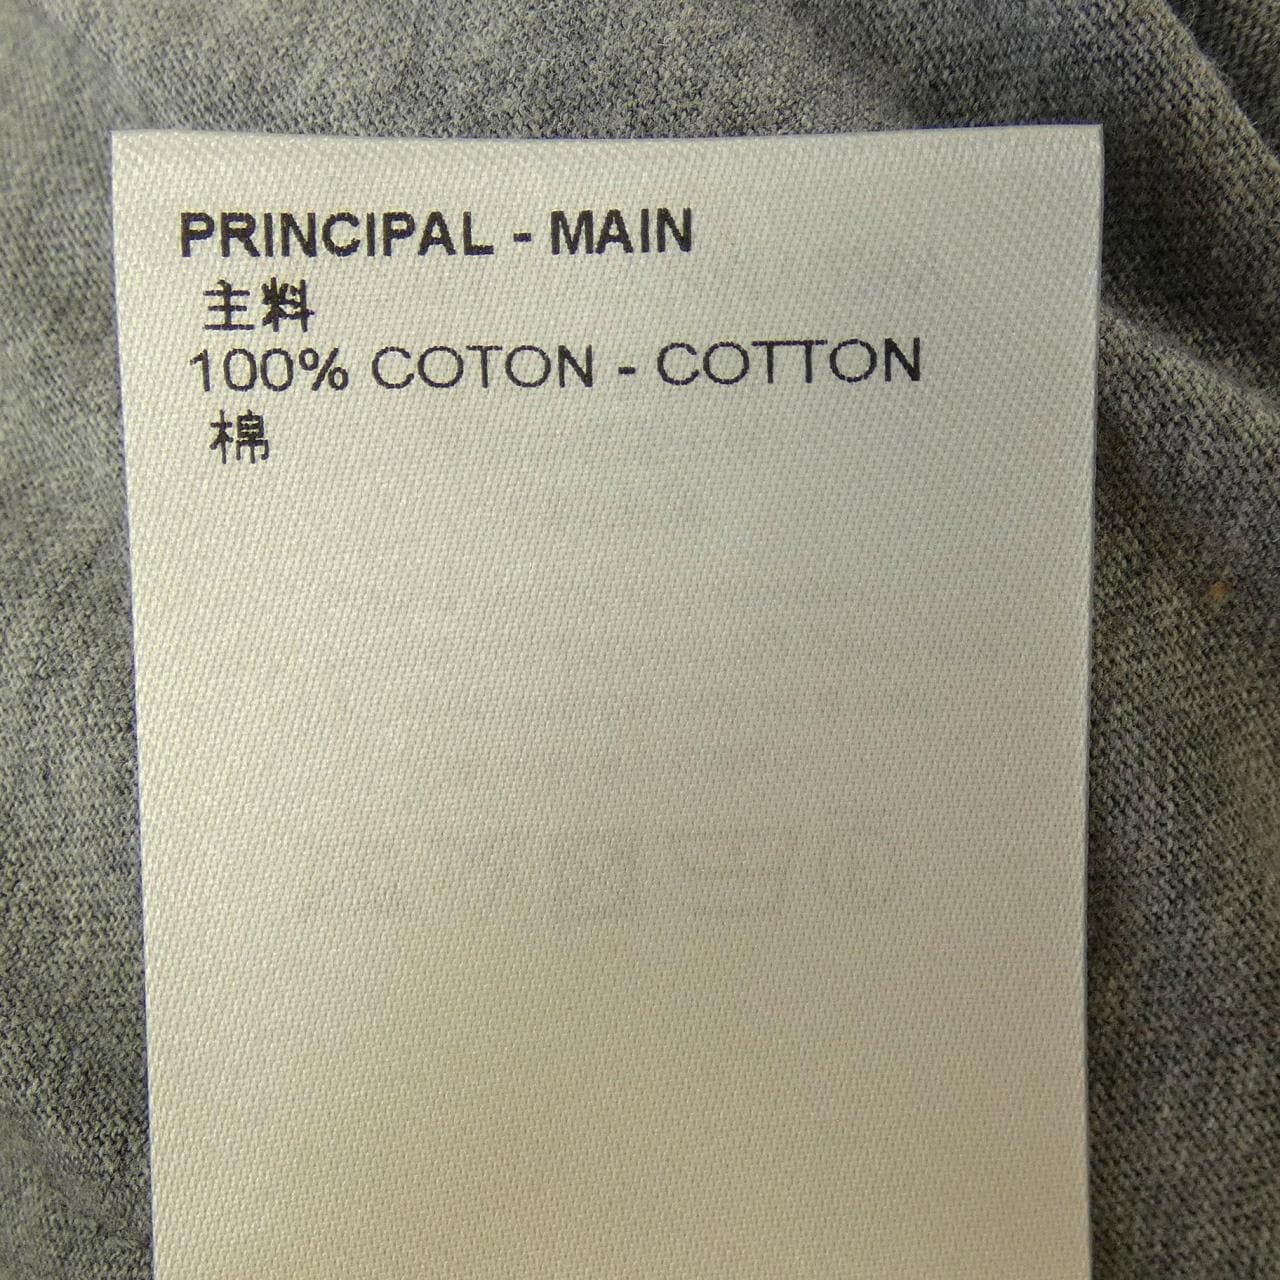 PRINCIPAL - MAIN
主料
100% COTON - COTTON
棉